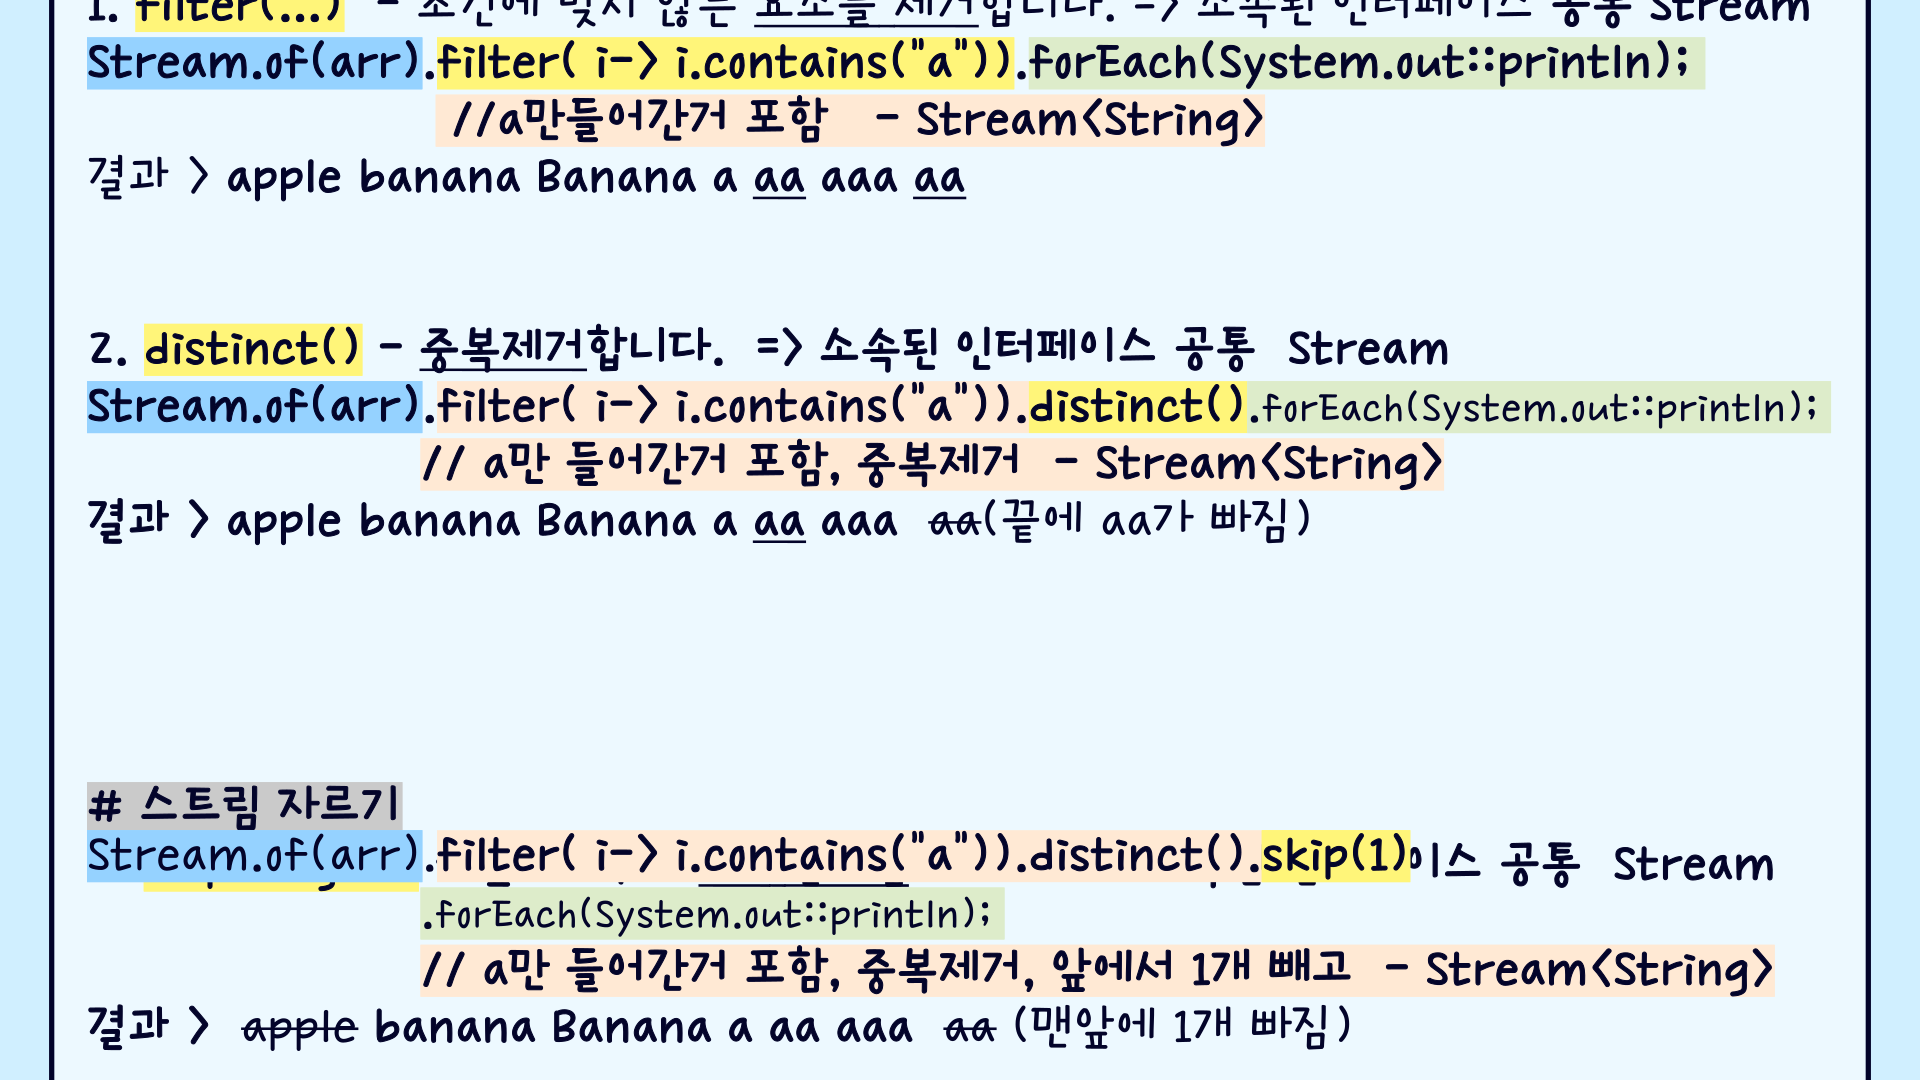 1. filter(...) - 조건에 맞지 않은 요소를 제거합니다. => 소속된 인터페이스 공통 Stream
Stream.of(arr).filter( i-> i.contains("a")).forEach(System.out::println);
//a만들어간거 포함 - Stream<String>
결과 > apple banana Banana a aa aaa aa
2. distinct() - 중복제거합니다. => 소속된 인터페이스 공통 Stream
Stream.of(arr).filter( i-> i.contains("a")).distinct().forEach(System.out::println);
// a만 들어간거 포함, 중복제거 - Stream<String>
결과 > apple banana Banana a aa aaa aa(끝에 aa가 빠짐)
# 스트림 자르기
Stream.of(arr).filter( i-> i.contains("a")).distinct().skip(1)이스 공통 Stream
.forEach(System.out::println);
// a만 들어간거 포함, 중복제거, 앞에서 1개 빼고 - Stream<String>
결과 > apple banana Banana a aa aaa aa (맨앞에 1개 빠짐)